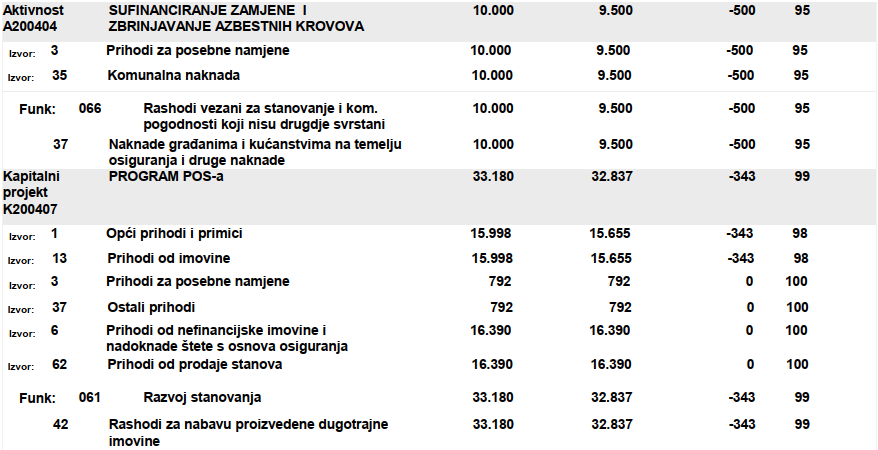 Aktivnost SUFINANCIRANJE ZAMJENE I 10.000 9.500 -500 95
A200404 ZBRINJAVANJE AZBESTNIH KROVOVA
Izvor: 3 Prihodi za posebne namjene 10.000 9.500 -500 95
Izvor: 35 Komunalna naknada 10.000 9.500 -500 95
Funk: 066 Rashodi vezani za stanovanje i kom. 10.000 9.500 -500 95
pogodnosti koji nisu drugdje svrstani
37 Naknade građanima i kućanstvima na temelju 10.000 9.500 -500 95
osiguranja i druge naknade
Kapitalni PROGRAM POS-a 33.180 32.837 -343 99
projekt
K200407
Izvor: 1 Opći prihodi i primici 15.998 15.655 -343 98
Izvor: 13 Prihodi od imovine 15.998 15.655 -343 98
Izvor: 3 Prihodi za posebne namjene 792 792 0 100
Izvor: 37 Ostali prihodi 792 792 0 100
Izvor: 6 Prihodi od nefinancijske imovine i 16.390 16.390 0 100
nadoknade štete s osnova osiguranja
Izvor: 62 Prihodi od prodaje stanova 16.390 16.390 0 100
Funk: 061 Razvoj stanovanja 33.180 32.837 -343 99
42 Rashodi za nabavu proizvedene dugotrajne 33.180 32.837 -343 99
imovine